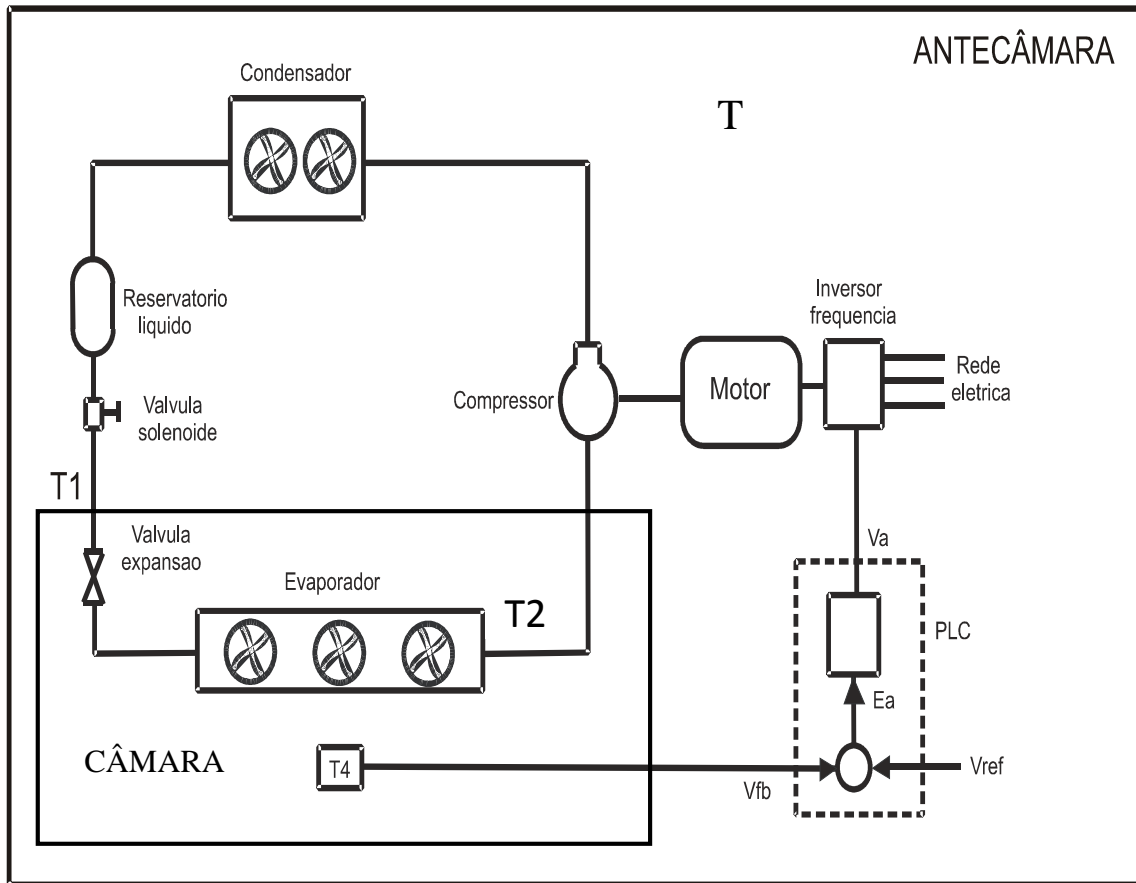 ANTECÂMARA
Condensador
T
Reservatorio
liquido
Inversor
frequencia
Rede
eletrica
Motor
Compressor
Valvula
solenoide
T1
Valvula
expansao
Evaporador
T2
Va
PLC
Ea
CÂMARA
T4
Vfb
Vref